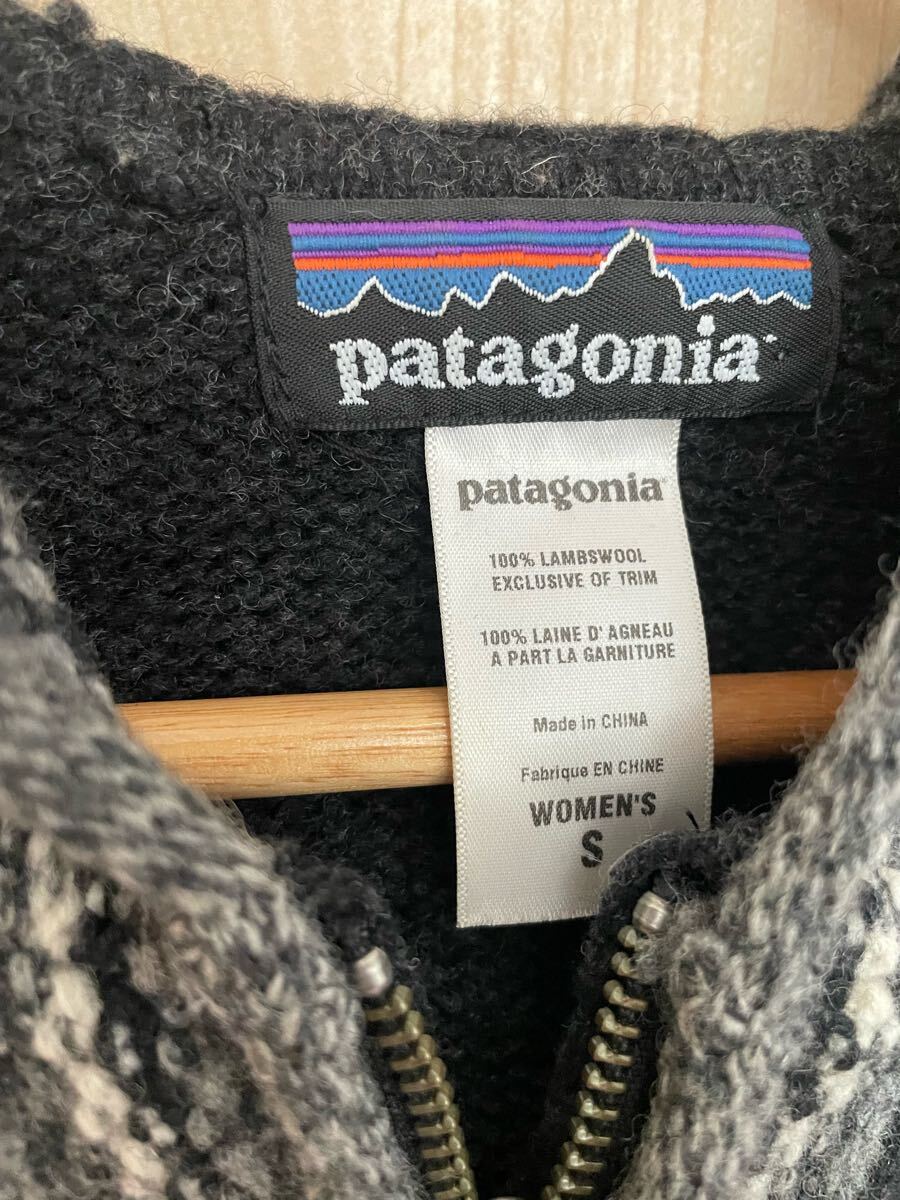 patagonia
patagonia
100% LAMBSWOOL
EXCLUSIVE OF TRIM
100% LAINE D' AGNEAU
A PART LA GARNITURE
Made in CHINA
Fabrique EN CHINE
WOMEN'S
S